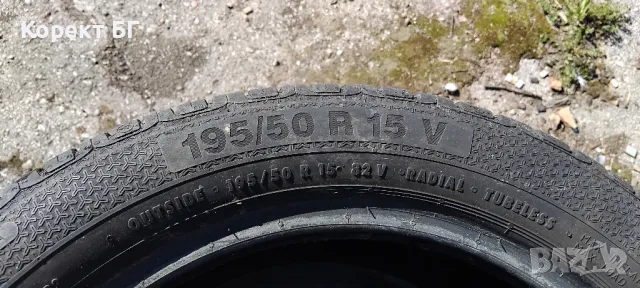 Корект БГ
195/50 R 15 V
OUTSIDE · 195/50 R 15 82 V · RADIAL · TUBELESS
bazar